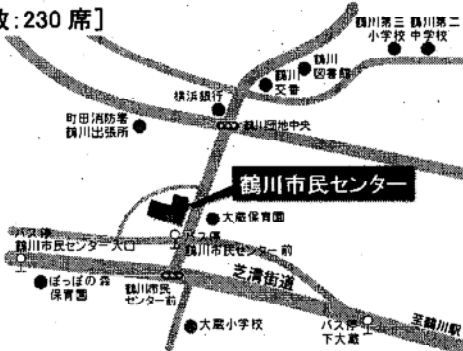 数:230 席]
鶴川第三
小学校
鶴川第二
中学校
鶴川
交番
鶴川
図書館
横浜銀行
町田消防署
鶴川出張所
鶴川団地中央
鶴川市民センター
大蔵保育園
バス停
鶴川市民センター入口
バス停
鶴川市民センター前
ぽっぽの森
保育園
鶴川市民
センター前
芝溝街道
至鶴川駅
大蔵小学校
バス停
下大蔵